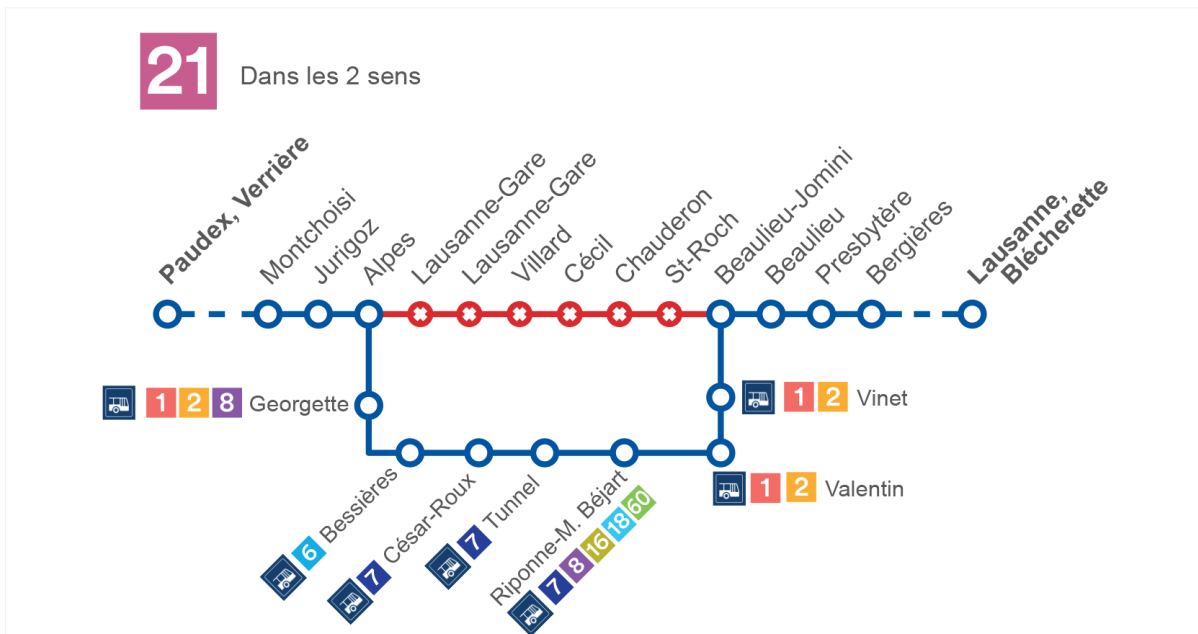 21
Dans les 2 sens
Paudex, Verrière
Montchoisi
Jurigoz
Alpes
Lausanne-Gare
Lausanne-Gare
Villard
Cécil
Chauderon
St-Roch
Beaulieu-Jomini
Beaulieu
Presbytère
Bergières
Lausanne,
Blécherette
1 2 8 Georgette
1 2 Vinet
6 Bessières
7 César-Roux
7 Tunnel
Riponne-M. Béjart
7 8 16 18 60
1 2 Valentin